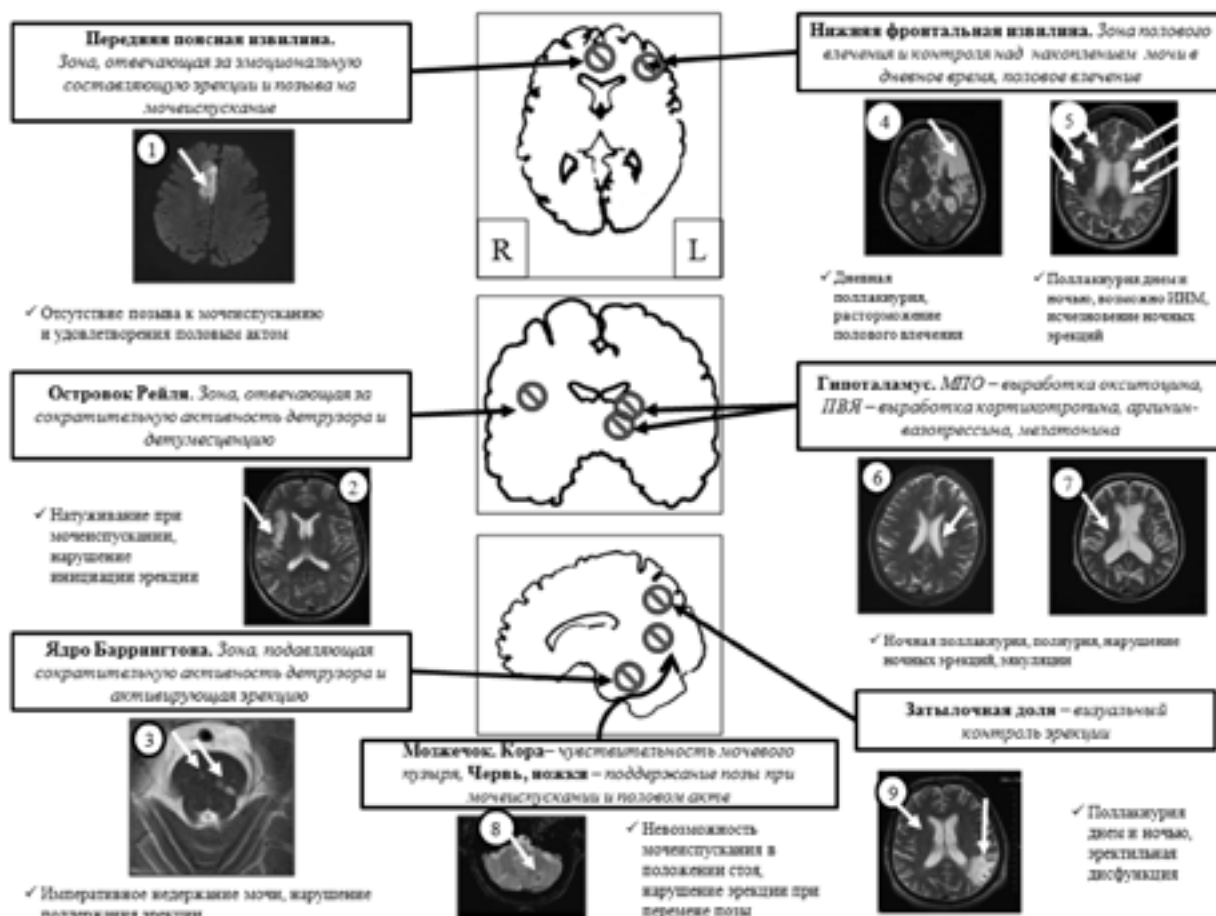 Передняя поясная извилина.
Зона, отвечающая за эмоциональную
составляющую эрекции и позыва на
мочеиспускание
1
✓ Отсутствие позыва к мочеиспусканию
и удовлетворения половым актом
Нижняя фронтальная извилина. Зона полового
влечения и контроля над накоплением мочи в
дневное время, половое влечение
4
5
✓ Дневная
поллакиурия,
расторможение
полового влечения
✓ Поллакиурия днем и
ночью, возможно
исчезновение ночных
эрекций
R
L
Островок Рейля. Зона, отвечающая за
сократительную активность детрузора и
детумесценцию
2
✓ Натуживание при
мочеиспускании,
нарушение
инициации эрекции
Гипоталамус. МПО – выработка окситоцина,
ПВЯ – выработка кортикотропина, аргинин-
вазопрессина, мелатонина
6
7
✓ Ночная поллакиурия, полиурия, нарушение
ночных эрекций, эякуляции
Ядро Баррингтона. Зона, подавляющая
сократительную активность детрузора и
активирующая эрекцию
3
✓ Императивное недержание мочи, нарушение
поддержания эрекции
Мозжечок. Кора– чувствительность мочевого
пузыря, Червь, ножки – поддержание позы при
мочеиспускании и половом акте
8
✓ Невозможность
мочеиспускания в
положении стоя,
нарушение эрекции при
перемене позы
Затылочная доля – визуальный
контроль эрекции
9
✓ Поллакиурия
днем и ночью,
эректильная
дисфункция